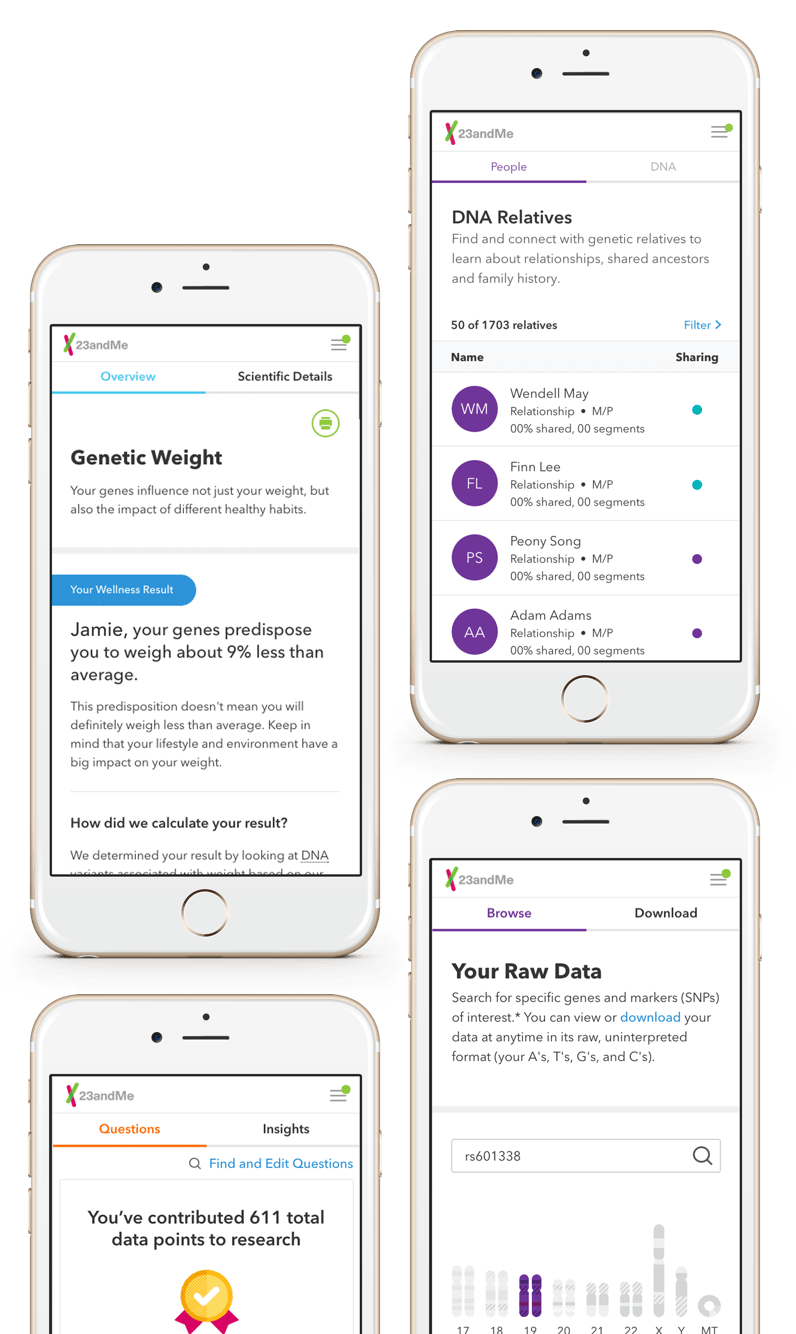 23andMe
People
DNA
DNA Relatives
Find and connect with genetic relatives to
learn about relationships, shared ancestors
and family history.
50 of 1703 relatives
Filter
Name
Sharing
WM
Wendell May
Relationship • M/P
00% shared, 00 segments
FL
Finn Lee
Relationship • M/P
00% shared, 00 segments
PS
Peony Song
Relationship • M/P
00% shared, 00 segments
AA
Adam Adams
Relationship • M/P
00% shared, 00 segments
23andMe
Overview
Scientific Details
Genetic Weight
Your genes influence not just your weight, but
also the impact of different healthy habits.
Your Wellness Result
Jamie, your genes predispose
you to weigh about 9% less than
average.
This predisposition doesn't mean you will
definitely weigh less than average. Keep in
mind that your lifestyle and environment have a
big impact on your weight.
How did we calculate your result?
We determined your result by looking at DNA
variants associated with weight based on our
23andMe
Browse
Download
Your Raw Data
Search for specific genes and markers (SNPs)
of interest.* You can view or download your
data at anytime in its raw, uninterpreted
format (your A's, T's, G's, and C's).
rs601338
17 18 19 20 21 22 X Y MT
23andMe
Questions
Insights
Find and Edit Questions
You’ve contributed 611 total
data points to research